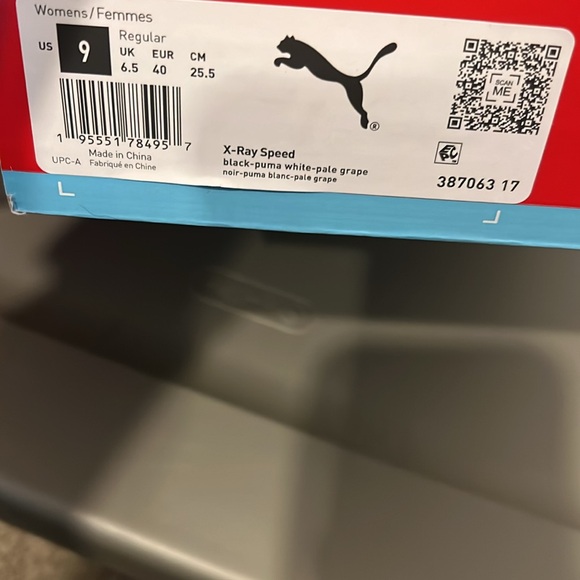 Womens/Femmes
US 9
Regular
UK EUR CM
6.5 40 25.5
1 95551 78495 7
UPC-A
Made in China
Fabriqué en Chine
X-Ray Speed
black-puma white-pale grape
noir-puma blanc-pale grape
SCAN
ME
387063 17
®